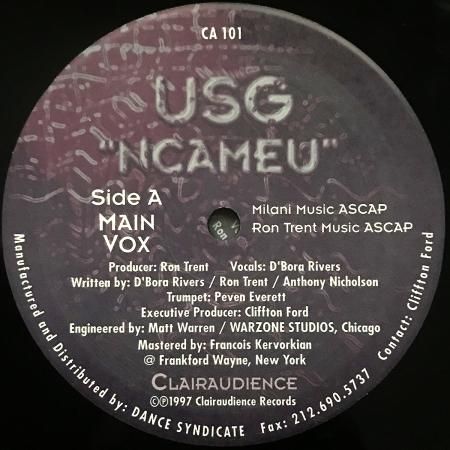 CA 101
USG
"NCAMEU"
Side A
MAIN
VOX
Milani Music ASCAP
Ron Trent Music ASCAP
Producer: Ron Trent Vocals: D'Bora Rivers
Written by: D'Bora Rivers / Ron Trent / Anthony Nicholson
Trumpet: Peven Everett
Executive Producer: Cliffton Ford
Engineered by: Matt Warren / WARZONE STUDIOS, Chicago
Mastered by: Francois Kervorkian
@ Frankford Wayne, New York
CLAIRAUDIENCE
©℗1997 Clairaudience Records
Manufactured and Distributed by: DANCE SYNDICATE Fax: 212.690.5737 Contact: Cliffton Ford